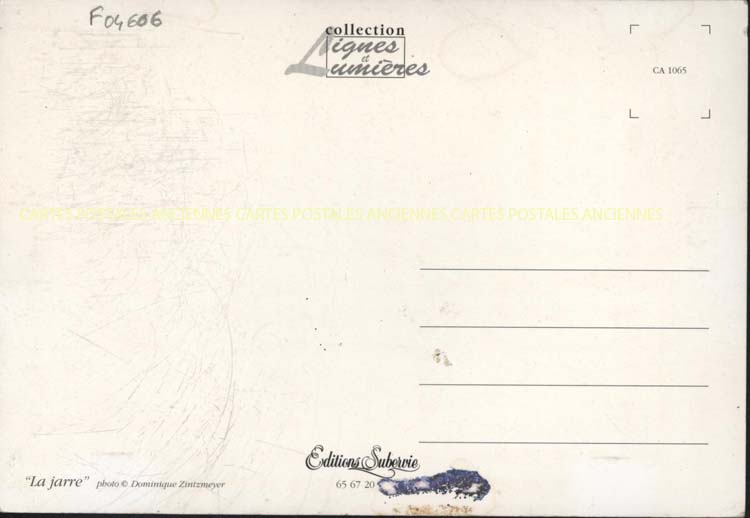 F04606
collection
Lignes
et
Lumières
CA 1065
CARTES POSTALES ANCIENNES CARTES POSTALES ANCIENNES CARTES POSTALES ANCIENNES
Editions Subervie
65 67 20
"La jarre" photo © Dominique Zintzmeyer